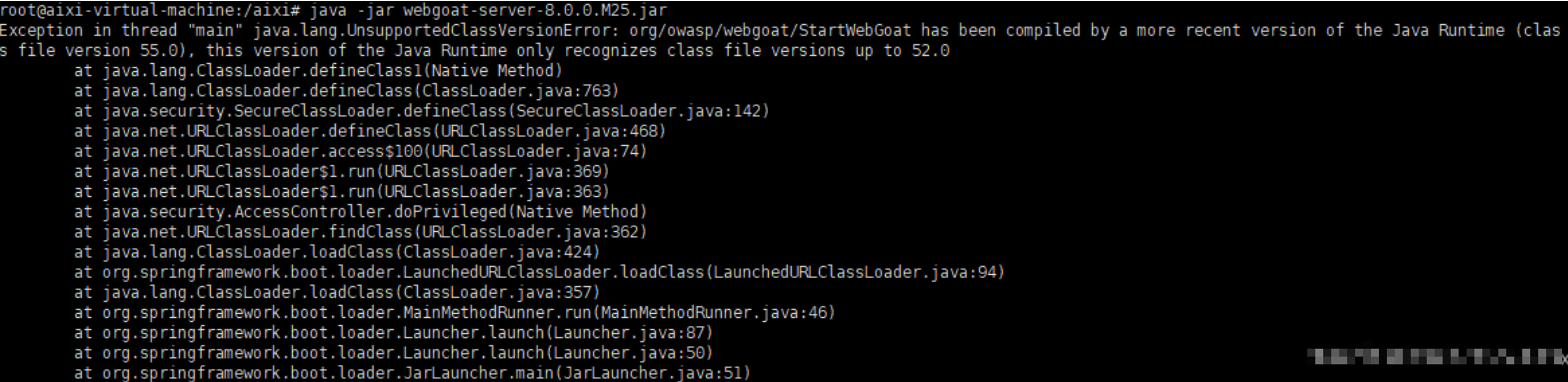 root@aixi-virtual-machine:/aixi# java -jar webgoat-server-8.0.0.M25.jar
Exception in thread "main" java.lang.UnsupportedClassVersionError: org/owasp/webgoat/StartWebGoat has been compiled by a more recent version of the Java Runtime (clas
s file version 55.0), this version of the Java Runtime only recognizes class file versions up to 52.0
at java.lang.ClassLoader.defineClass1(Native Method)
at java.lang.ClassLoader.defineClass(ClassLoader.java:763)
at java.security.SecureClassLoader.defineClass(SecureClassLoader.java:142)
at java.net.URLClassLoader.defineClass(URLClassLoader.java:468)
at java.net.URLClassLoader.access$100(URLClassLoader.java:74)
at java.net.URLClassLoader$1.run(URLClassLoader.java:369)
at java.net.URLClassLoader$1.run(URLClassLoader.java:363)
at java.security.AccessController.doPrivileged(Native Method)
at java.net.URLClassLoader.findClass(URLClassLoader.java:362)
at java.lang.ClassLoader.loadClass(ClassLoader.java:424)
at org.springframework.boot.loader.LaunchedURLClassLoader.loadClass(LaunchedURLClassLoader.java:94)
at java.lang.ClassLoader.loadClass(ClassLoader.java:357)
at org.springframework.boot.loader.MainMethodRunner.run(MainMethodRunner.java:46)
at org.springframework.boot.loader.Launcher.launch(Launcher.java:87)
at org.springframework.boot.loader.Launcher.launch(Launcher.java:50)
at org.springframework.boot.loader.JarLauncher.main(JarLauncher.java:51)